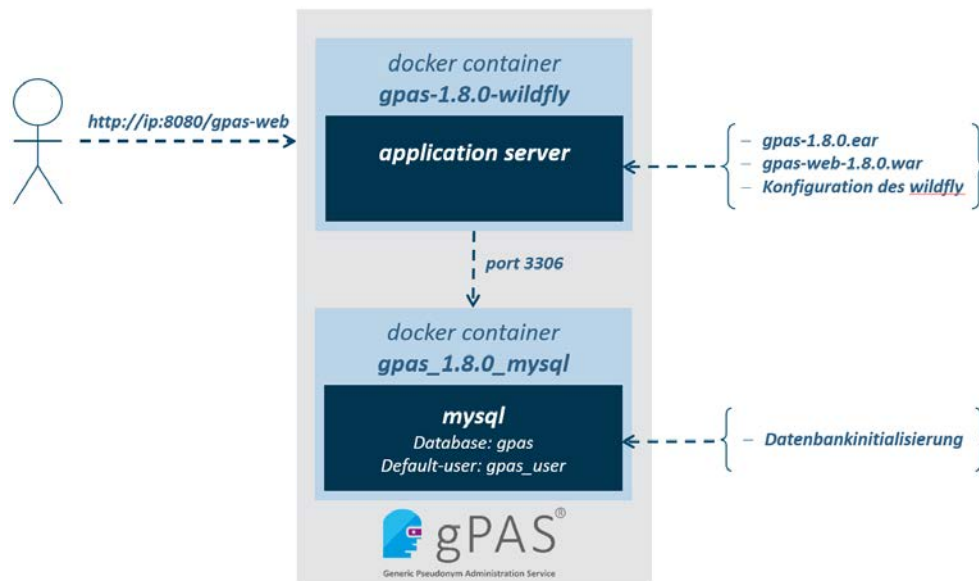 docker container
gpas-1.8.0-wildfly
http://ip:8080/gpas-web
application server
– gpas-1.8.0.ear
– gpas-web-1.8.0.war
– Konfiguration des wildfly
port 3306
docker container
gpas_1.8.0_mysql
mysql
Database: gpas
Default-user: gpas_user
– Datenbankinitialisierung
gPAS®
Generic Pseudonym Administration Service